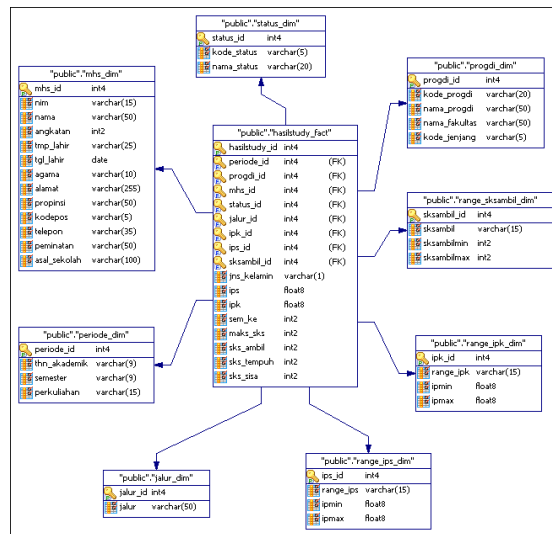 "public"."status_dim"
status_id int4
kode_status varchar(5)
nama_status varchar(20)
"public"."mhs_dim"
mhs_id int4
nim varchar(15)
nama varchar(50)
angkatan int2
tmp_lahir varchar(25)
tgl_lahir date
agama varchar(10)
alamat varchar(255)
propinsi varchar(50)
kodepos varchar(5)
telepon varchar(35)
peminatan varchar(50)
asal_sekolah varchar(100)
"public"."progdi_dim"
progdi_id int4
kode_progdi varchar(20)
nama_progdi varchar(50)
nama_fakultas varchar(50)
kode_jenjang varchar(5)
"public"."hasilstudy_fact"
hasilstudy_id int4
periode_id int4 (FK)
progdi_id int4 (FK)
mhs_id int4 (FK)
status_id int4 (FK)
jalur_id int4 (FK)
ipk_id int4 (FK)
ips_id int4 (FK)
sksambil_id int4 (FK)
jns_kelamin varchar(1)
ips float8
ipk float8
sem_ke int2
maks_sks int2
sks_ambil int2
sks_tempuh int2
sks_sisa int2
"public"."range_sksambil_dim"
sksambil_id int4
sksambil varchar(15)
sksambilmin int2
sksambilmax int2
"public"."periode_dim"
periode_id int4
thn_akademik varchar(9)
semester varchar(9)
perkuliahan varchar(15)
"public"."range_ipk_dim"
ipk_id int4
range_ipk varchar(15)
ipmin float8
ipmax float8
"public"."jalur_dim"
jalur_id int4
jalur varchar(50)
"public"."range_ips_dim"
ips_id int4
range_ips varchar(15)
ipmin float8
ipmax float8